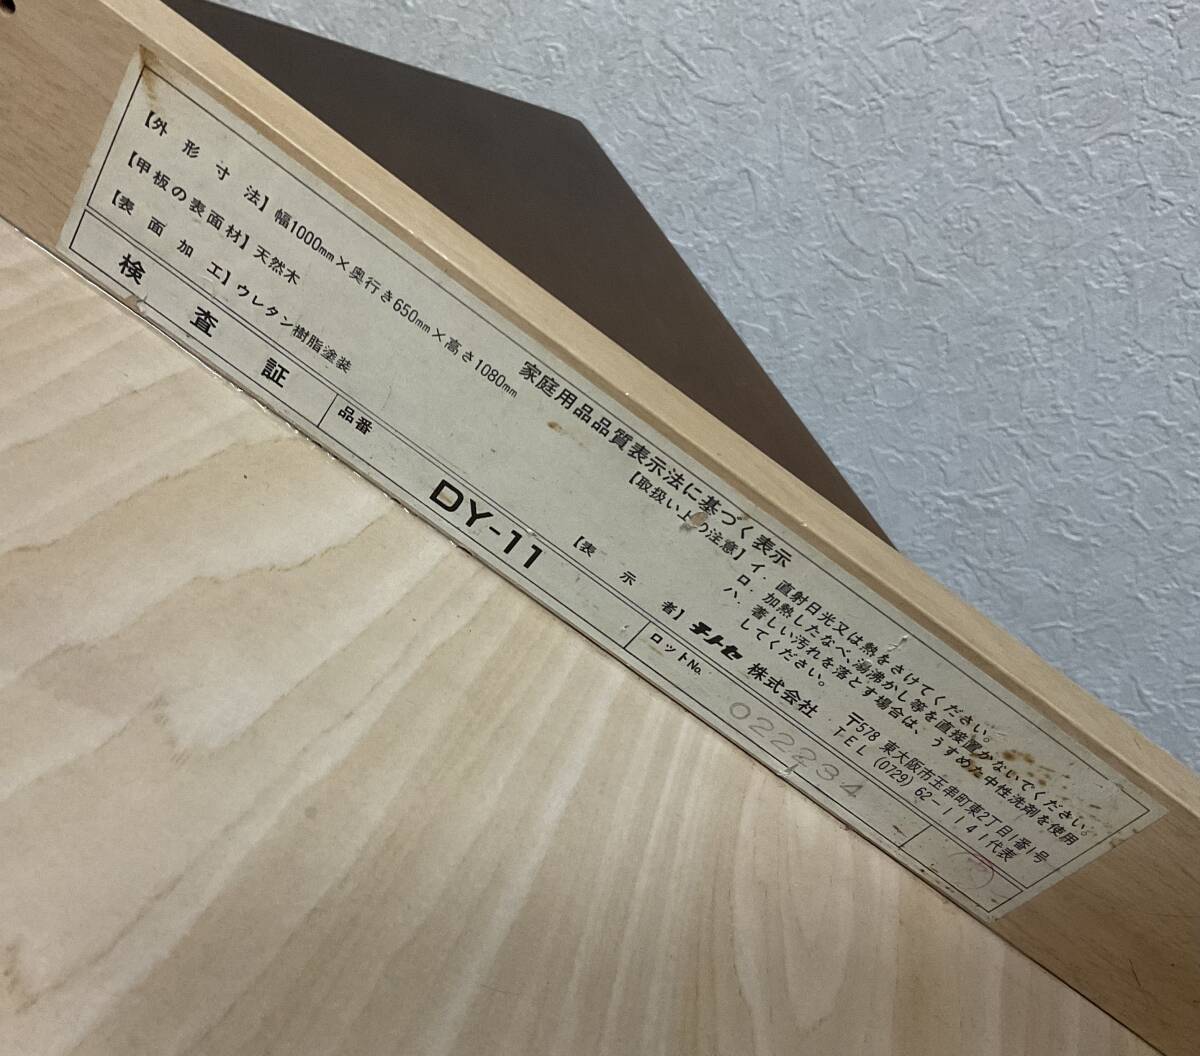 家庭用品品質表示法に基づく表示
【外形寸法】幅1000mm×奥行き650mm×高さ1080mm
【甲板の表面材】天然木
【表面加工】ウレタン樹脂塗装
【取扱い上の注意】イ. 直射日光又は熱をさけてください。
ロ. 加熱したなべ、湯沸かし等を直接置かないでください。
ハ. 著しい汚れを落とす場合は、うすめた中性洗剤を使用
してください。
【表示者】チノセ 株式会社 〒578 東大阪市玉串町東2丁目1番1号
TEL (0729) 62-1141代表
検査証
品番 DY-11
ロットNo. 022234